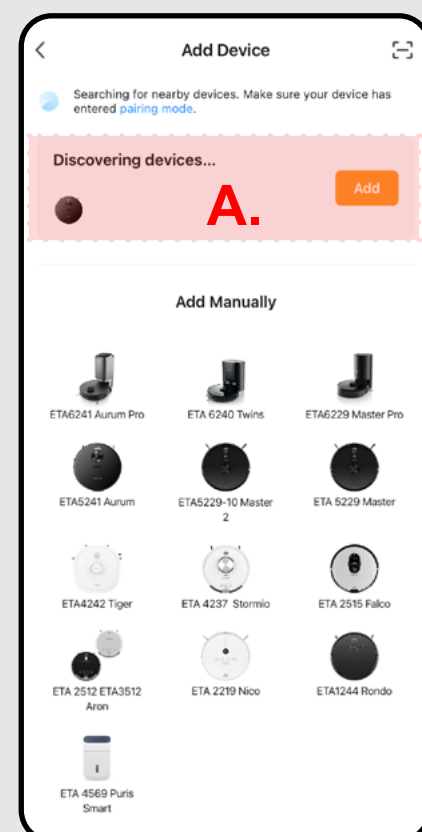 Add Device
Searching for nearby devices. Make sure your device has
entered pairing mode.
Discovering devices...
Add
A.
Add Manually
ETA6241 Aurum Pro
ETA 6240 Twins
ETA6229 Master Pro
ETA5241 Aurum
ETA5229-10 Master
2
ETA 5229 Master
ETA4242 Tiger
ETA 4237 Stormio
ETA 2515 Falco
ETA 2512 ETA3512
Aron
ETA 2219 Nico
ETA1244 Rondo
ETA 4569 Puris
Smart